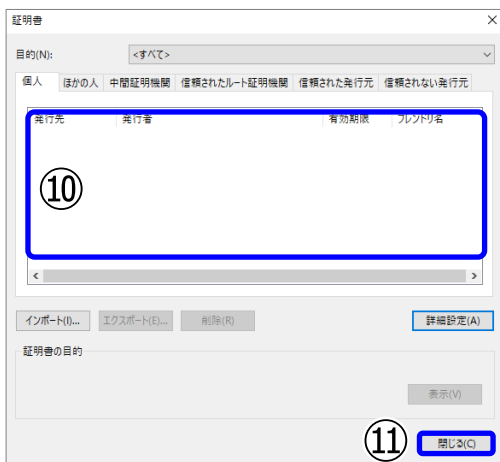 証明書
目的(N): <すべて>
個人 ほかの人 中間証明機関 信頼されたルート証明機関 信頼された発行元 信頼されない発行元
発行先 発行者 有効期限 フレンドリ名
⑩
インポート(I)... エクスポート(E)... 削除(R) 詳細設定(A)
証明書の目的
表示(V)
⑪ 閉じる(C)